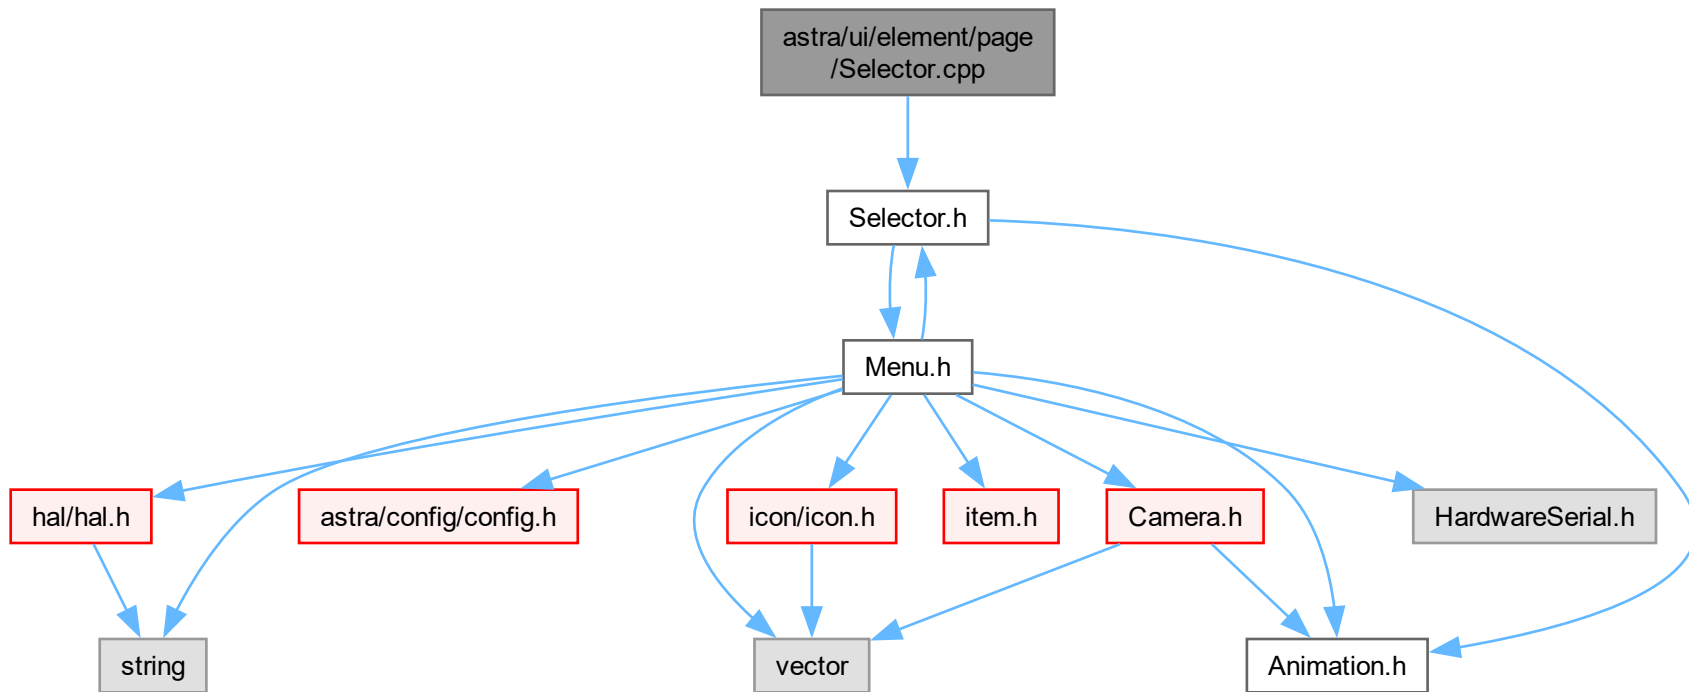 astra/ui/element/page
/Selector.cpp
Selector.h
Menu.h
hal/hal.h
astra/config/config.h
icon/icon.h
item.h
Camera.h
HardwareSerial.h
string
vector
Animation.h